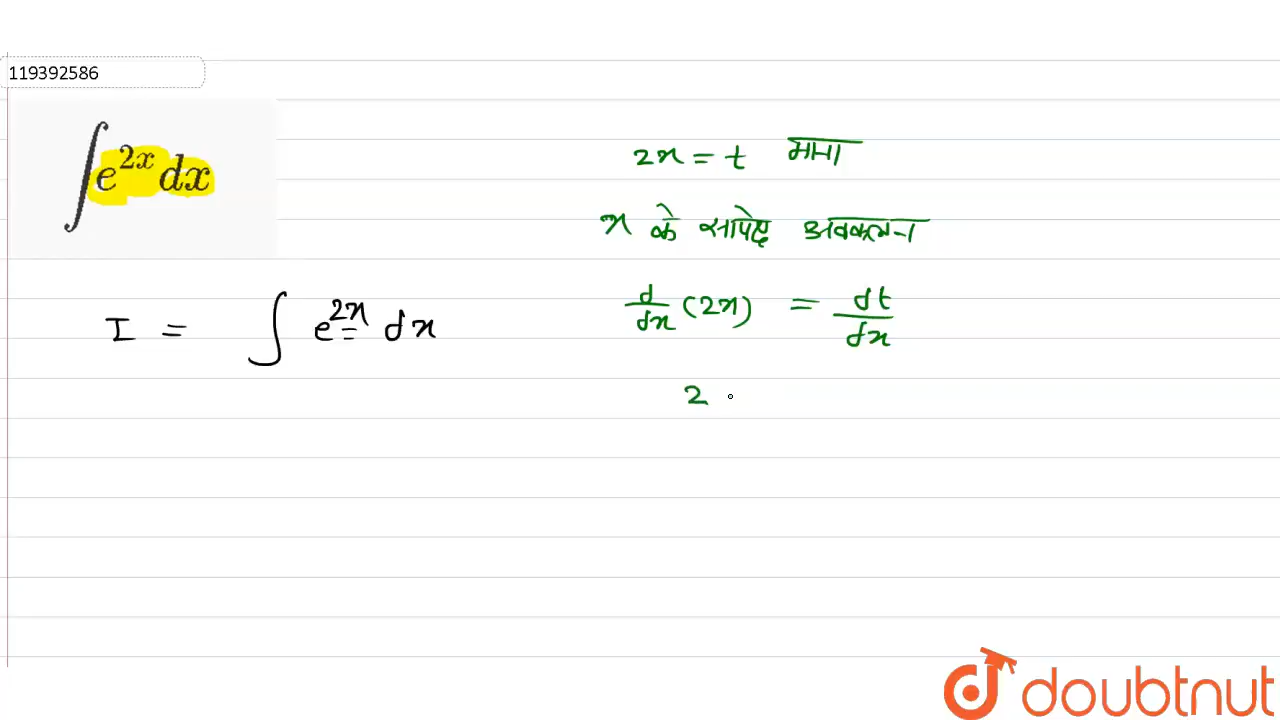 119392586
∫e^{2x} dx
2x = t माना
x के सापेक्ष अवकलन
I = ∫ e^{2x} dx
d/dx (2x) = dt/dx
2
doubtnut